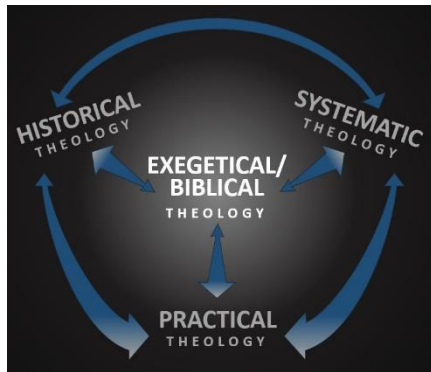 HISTORICAL
THEOLOGY
SYSTEMATIC
THEOLOGY
EXEGETICAL/
BIBLICAL
THEOLOGY
PRACTICAL
THEOLOGY